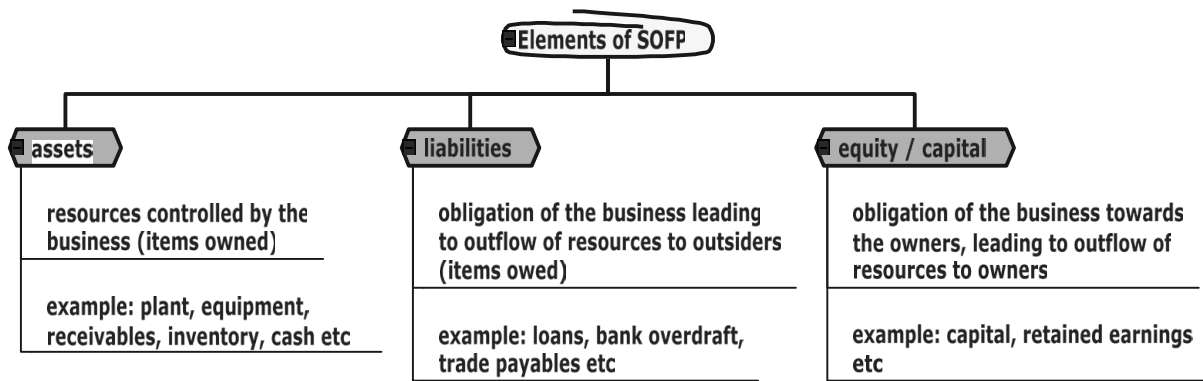 Elements of SOFP
assets
resources controlled by the
business (items owned)
example: plant, equipment,
receivables, inventory, cash etc
liabilities
obligation of the business leading
to outflow of resources to outsiders
(items owed)
example: loans, bank overdraft,
trade payables etc
equity / capital
obligation of the business towards
the owners, leading to outflow of
resources to owners
example: capital, retained earnings
etc